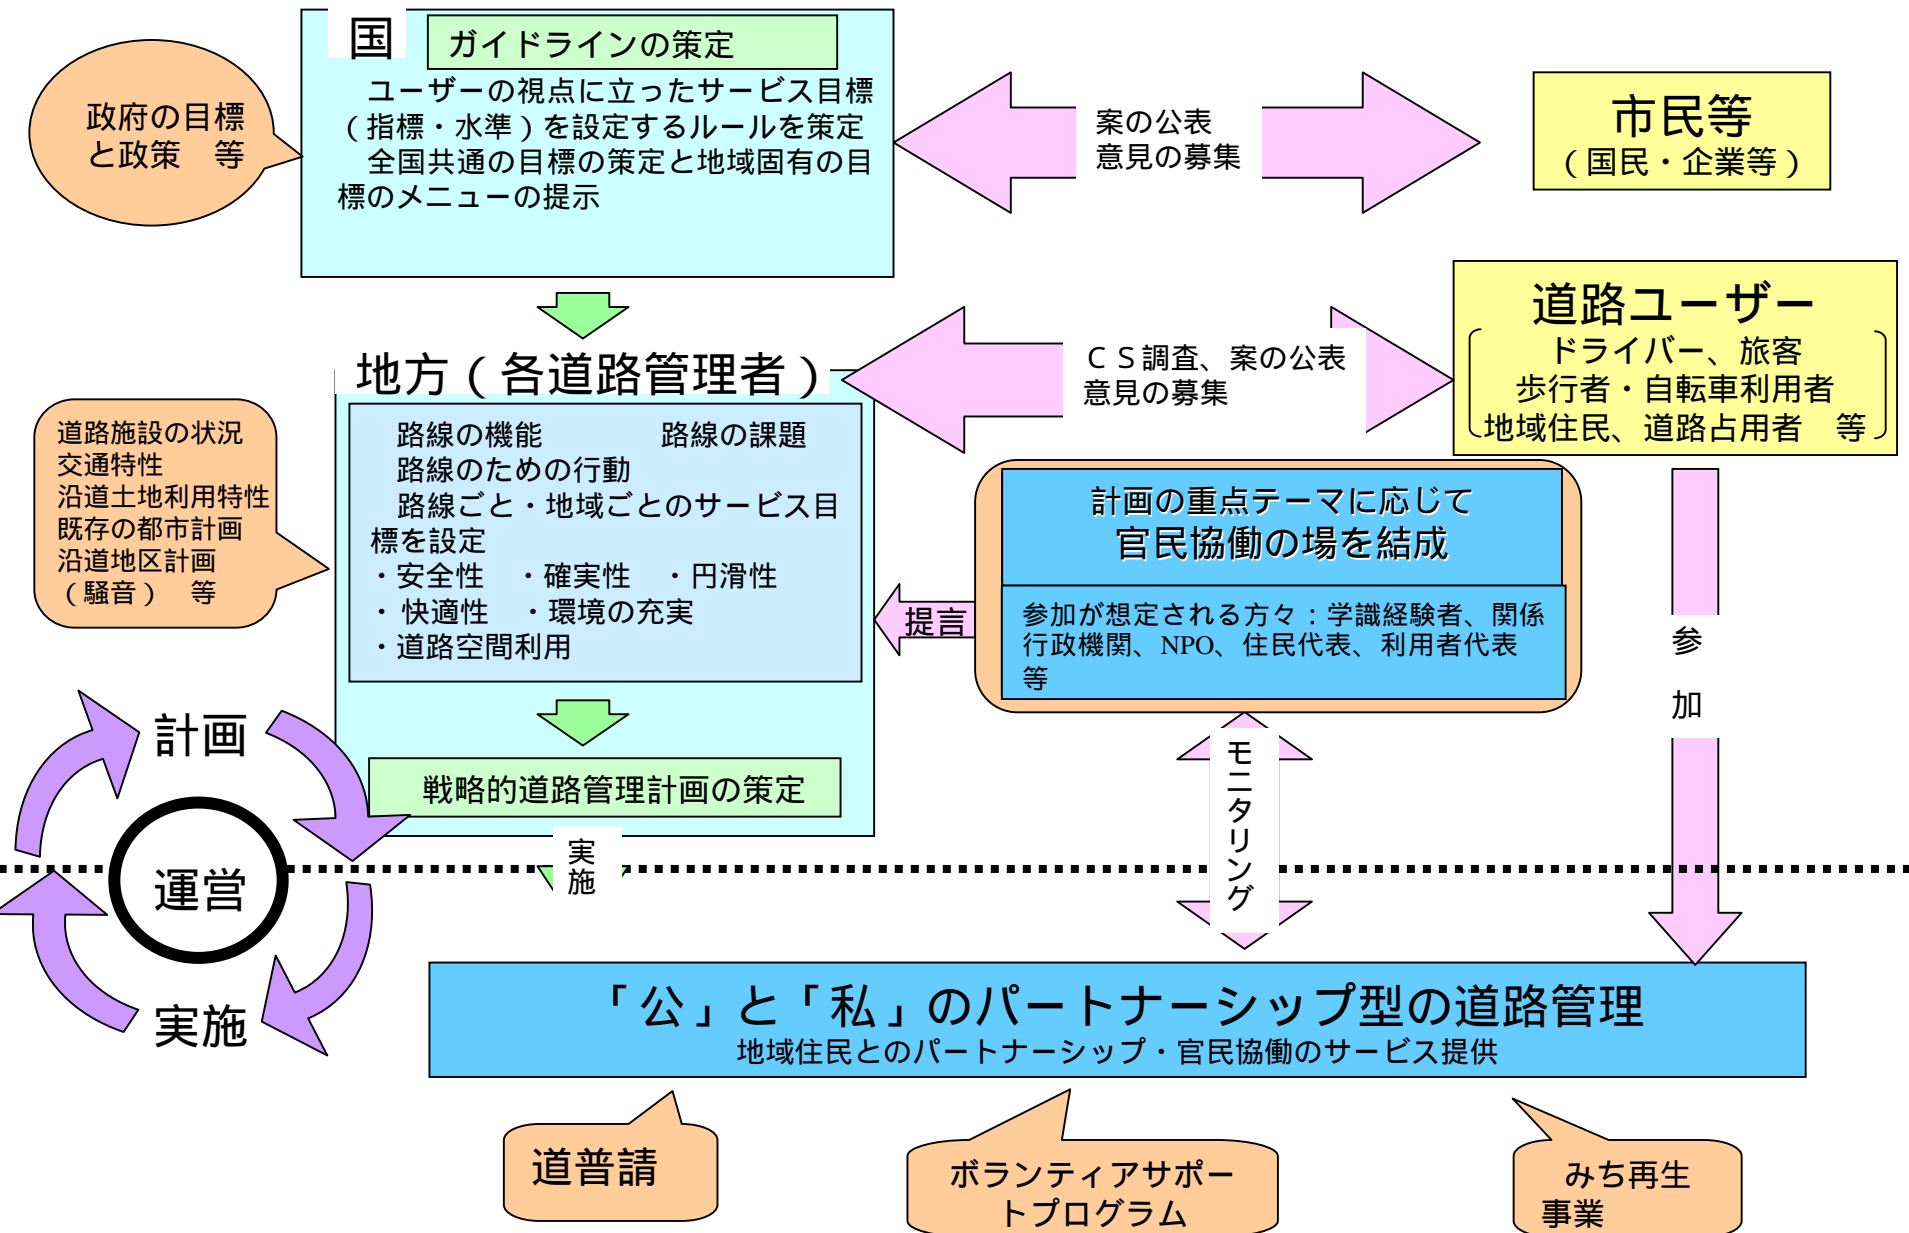 国
ガイドラインの策定
ユーザーの視点に立ったサービス目標
（指標・水準）を設定するルールを策定
全国共通の目標の策定と地域固有の目
標のメニューの提示
政府の目標
と政策　等
案の公表
意見の募集
市民等
（国民・企業等）
道路ユーザー
ドライバー、旅客
歩行者・自転車利用者
地域住民、道路占用者　等
ＣＳ調査、案の公表
意見の募集
地方（各道路管理者）
路線の機能　　　路線の課題
路線のための行動
路線ごと・地域ごとのサービス目
標を設定
・安全性　・確実性　・円滑性
・快適性　・環境の充実
・道路空間利用
道路施設の状況
交通特性
沿道土地利用特性
既存の都市計画
沿道地区計画
（騒音）　等
計画の重点テーマに応じて
官民協働の場を結成
参加が想定される方々：学識経験者、関係
行政機関、NPO、住民代表、利用者代表
等
提言
参加
モニタリング
戦略的道路管理計画の策定
実施
計画
運営
実施
「公」と「私」のパートナーシップ型の道路管理
地域住民とのパートナーシップ・官民協働のサービス提供
道普請
ボランティアサポー
トプログラム
みち再生
事業